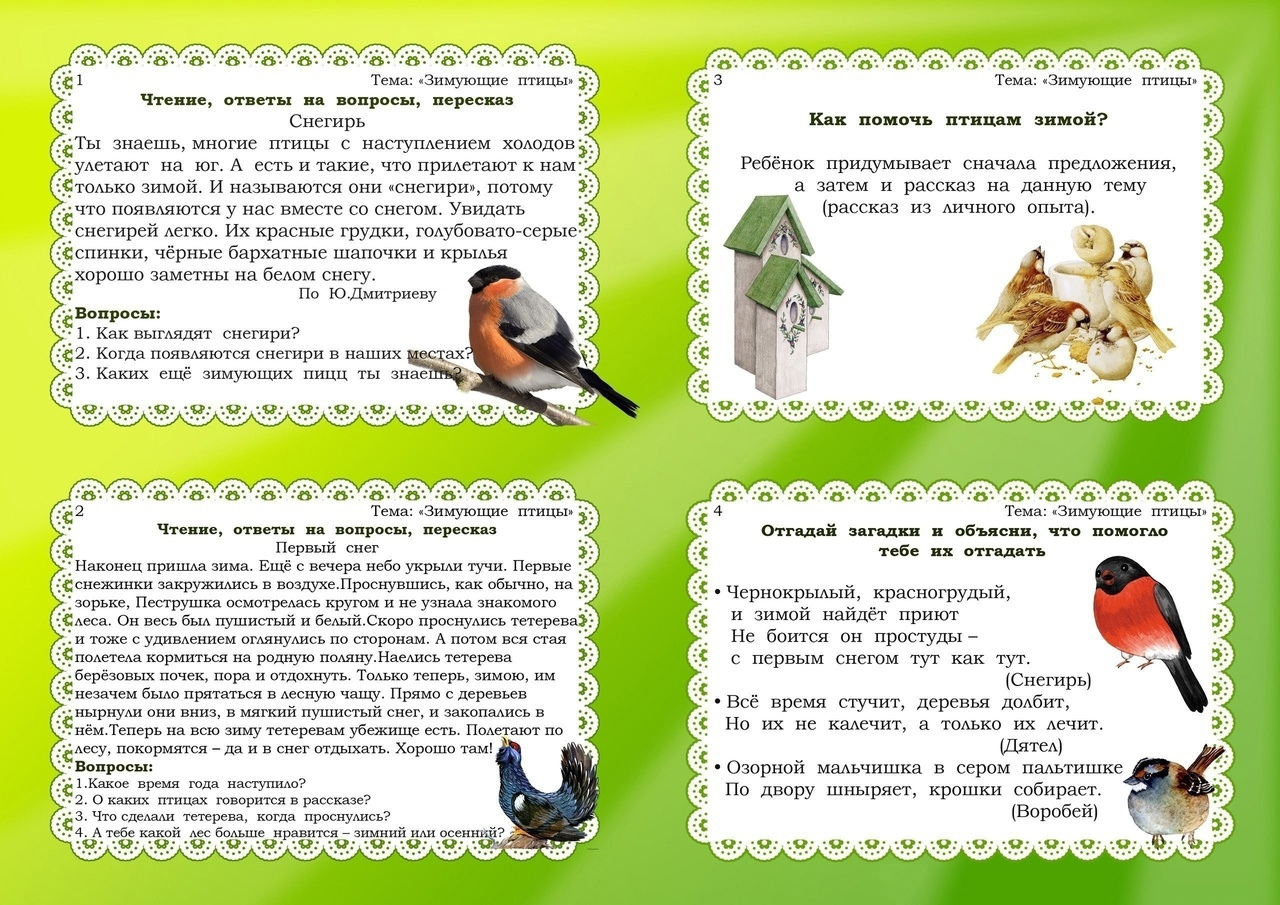 1
Тема: «Зимующие птицы»
Чтение, ответы на вопросы, пересказ
Снегирь
Ты знаешь, многие птицы с наступлением холодов
улетают на юг. А есть и такие, что прилетают к нам
только зимой. И называются они «снегири», потому
что появляются у нас вместе со снегом. Увидать
снегирей легко. Их красные грудки, голубовато-серые
спинки, чёрные бархатные шапочки и крылья
хорошо заметны на белом снегу.
По Ю.Дмитриеву
Вопросы:
1. Как выглядят снегири?
2. Когда появляются снегири в наших местах?
3. Каких ещё зимующих пицц ты знаешь?
2
Тема: «Зимующие птицы»
Чтение, ответы на вопросы, пересказ
Первый снег
Наконец пришла зима. Ещё с вечера небо укрыли тучи. Первые
снежинки закружились в воздухе.Проснувшись, как обычно, на
зорьке, Пеструшка осмотрелась кругом и не узнала знакомого
леса. Он весь был пушистый и белый.Скоро проснулись тетерева
и тоже с удивлением оглянулись по сторонам. А потом вся стая
полетела кормиться на родную поляну.Наелись тетерева
берёзовых почек, пора и отдохнуть. Только теперь, зимою, им
незачем было прятаться в лесную чащу. Прямо с деревьев
нырнули они вниз, в мягкий пушистый снег, и закопались в
нём.Теперь на всю зиму тетеревам убежище есть. Полетают по
лесу, покормятся – да и в снег отдыхать. Хорошо там!
Вопросы:
1.Какое время года наступило?
2. О каких птицах говорится в рассказе?
3. Что сделали тетерева, когда проснулись?
4. А тебе какой лес больше нравится – зимний или осенний?
3
Тема: «Зимующие птицы»
Как помочь птицам зимой?
Ребёнок придумывает сначала предложения,
а затем и рассказ на данную тему
(рассказ из личного опыта).
4
Тема: «Зимующие птицы»
Отгадай загадки и объясни, что помогло
тебе их отгадать
• Чернокрылый, красногрудый,
и зимой найдёт приют
Не боится он простуды –
с первым снегом тут как тут.
(Снегирь)
• Всё время стучит, деревья долбит,
Но их не калечит, а только их лечит.
(Дятел)
• Озорной мальчишка в сером пальтишке
По двору шныряет, крошки собирает.
(Воробей)